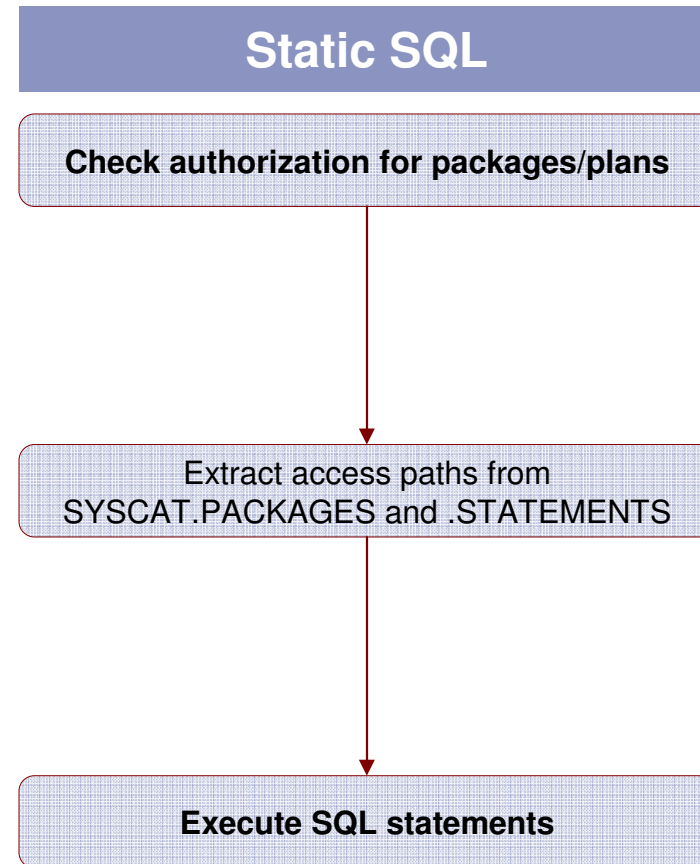 Static SQL
Check authorization for packages/plans
Extract access paths from
SYSCAT.PACKAGES and .STATEMENTS
Execute SQL statements